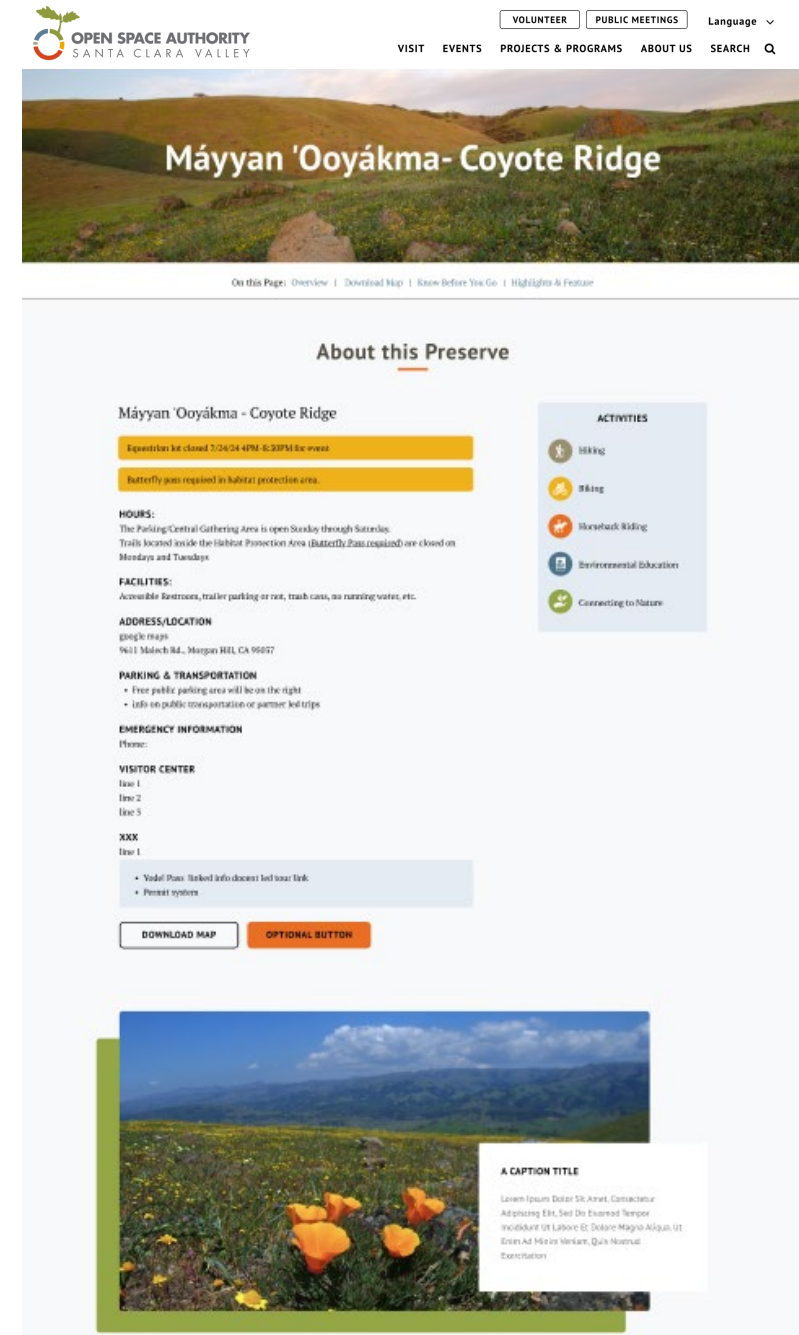 OPEN SPACE AUTHORITY
SANTA CLARA VALLEY
VOLUNTEER
PUBLIC MEETINGS
Language
VISIT
EVENTS
PROJECTS & PROGRAMS
ABOUT US
SEARCH
Máyyan 'Ooyákma- Coyote Ridge
On this Page: Overview | Download Map | Know Before You Go | Highlights & Feature
About this Preserve
Máyyan 'Ooyákma - Coyote Ridge
Equestrian lot closed 7/24/24 4PM-8:30PM for event
Butterfly pass required in habitat protection area.
HOURS:
The Parking/Central Gathering Area is open Sunday through Saturday.
Trails located inside the Habitat Protection Area (Butterfly Pass required) are closed on
Mondays and Tuesdays
FACILITIES:
Accessible Restroom, trailer parking or not, trash cans, no running water, etc.
ADDRESS/LOCATION
google maps
9611 Malech Rd., Morgan Hill, CA 95037
PARKING & TRANSPORTATION
• Free public parking area will be on the right
• info on public transportation or partner led trips
EMERGENCY INFORMATION
Phone:
VISITOR CENTER
line 1
line 2
line 3
XXX
line 1
• Yodel Pass linked info docent led tour link
• Permit system
DOWNLOAD MAP
OPTIONAL BUTTON
ACTIVITIES
Hiking
Biking
Horseback Riding
Environmental Education
Connecting to Nature
A CAPTION TITLE
Lorem Ipsum Dolor Sit Amet, Consectetur
Adipiscing Elit, Sed Do Eiusmod Tempor
Incididunt Ut Labore Et Dolore Magna Aliqua, Ut
Enim Ad Minim Veniam, Quis Nostrud
Exercitation